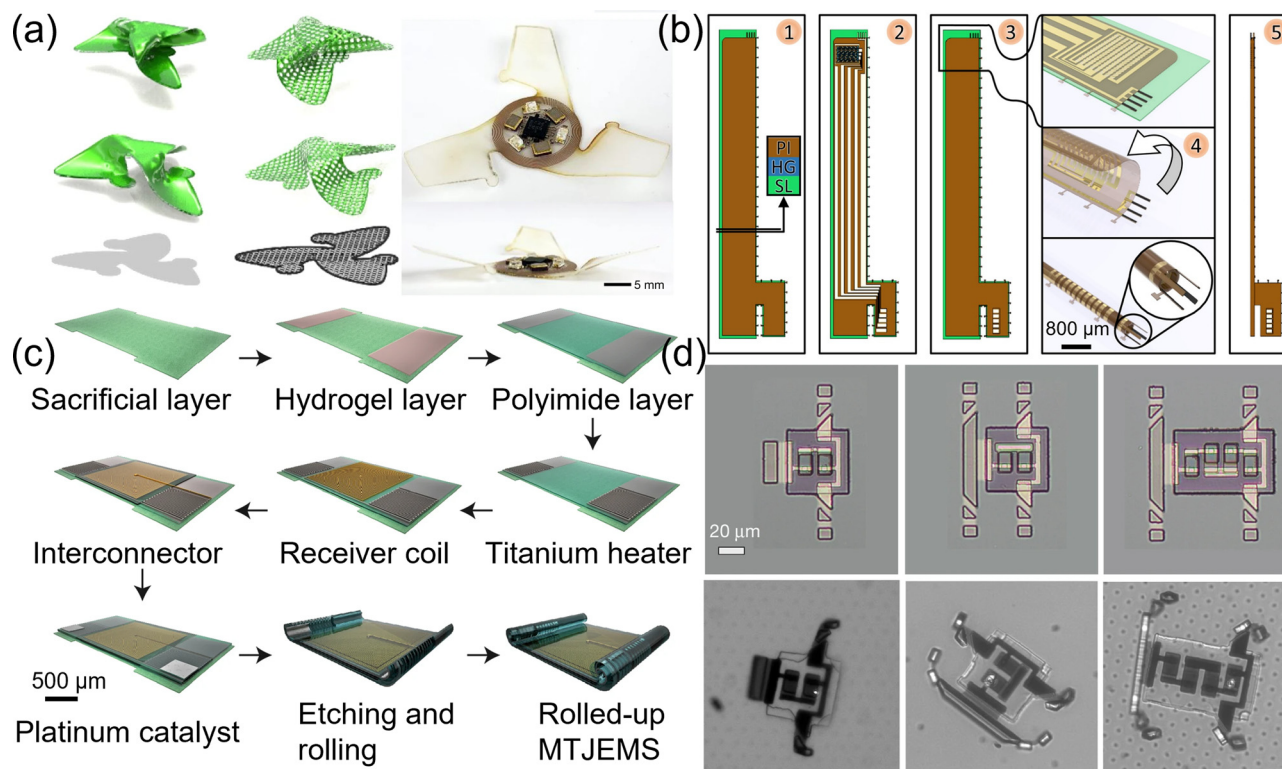 (a)
5 mm
(b)
1
2
3
5
PI
HG
SL
4
800 µm
(c)
Sacrificial layer
Hydrogel layer
Polyimide layer
Interconnector
Receiver coil
Titanium heater
500 µm
Platinum catalyst
Etching and
rolling
Rolled-up
MTJEMS
(d)
20 µm